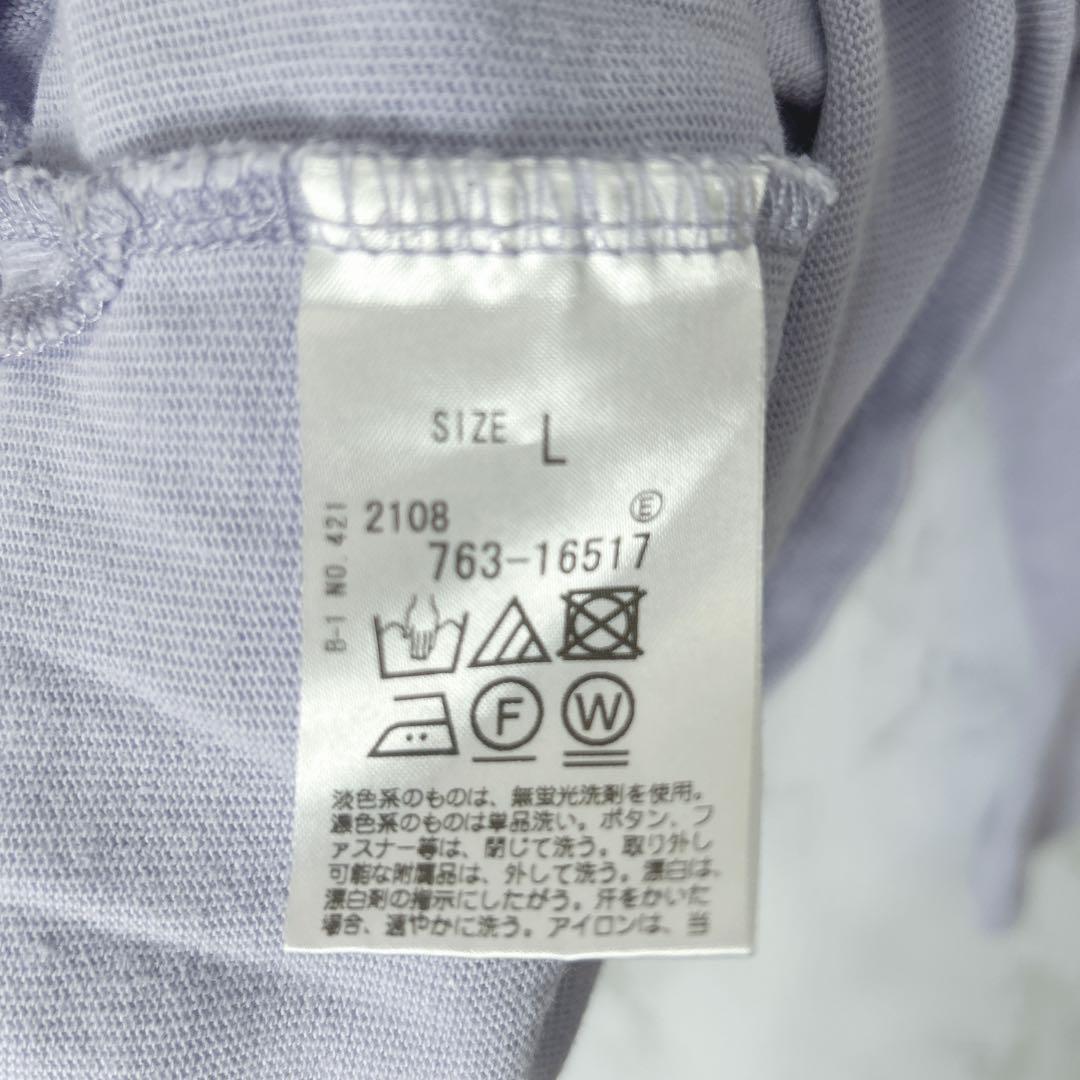 SIZE L
2108 Ⓔ
763-16517
B-1 NO.421
F W
淡色系のものは、無蛍光洗剤を使用。
濃色系のものは単品洗い。ボタン、フ
ァスナー等は、閉じて洗う。取り外し
可能な附属品は、外して洗う。漂白は、
漂白剤の指示にしたがう。汗をかいた
場合、速やかに洗う。アイロンは、当